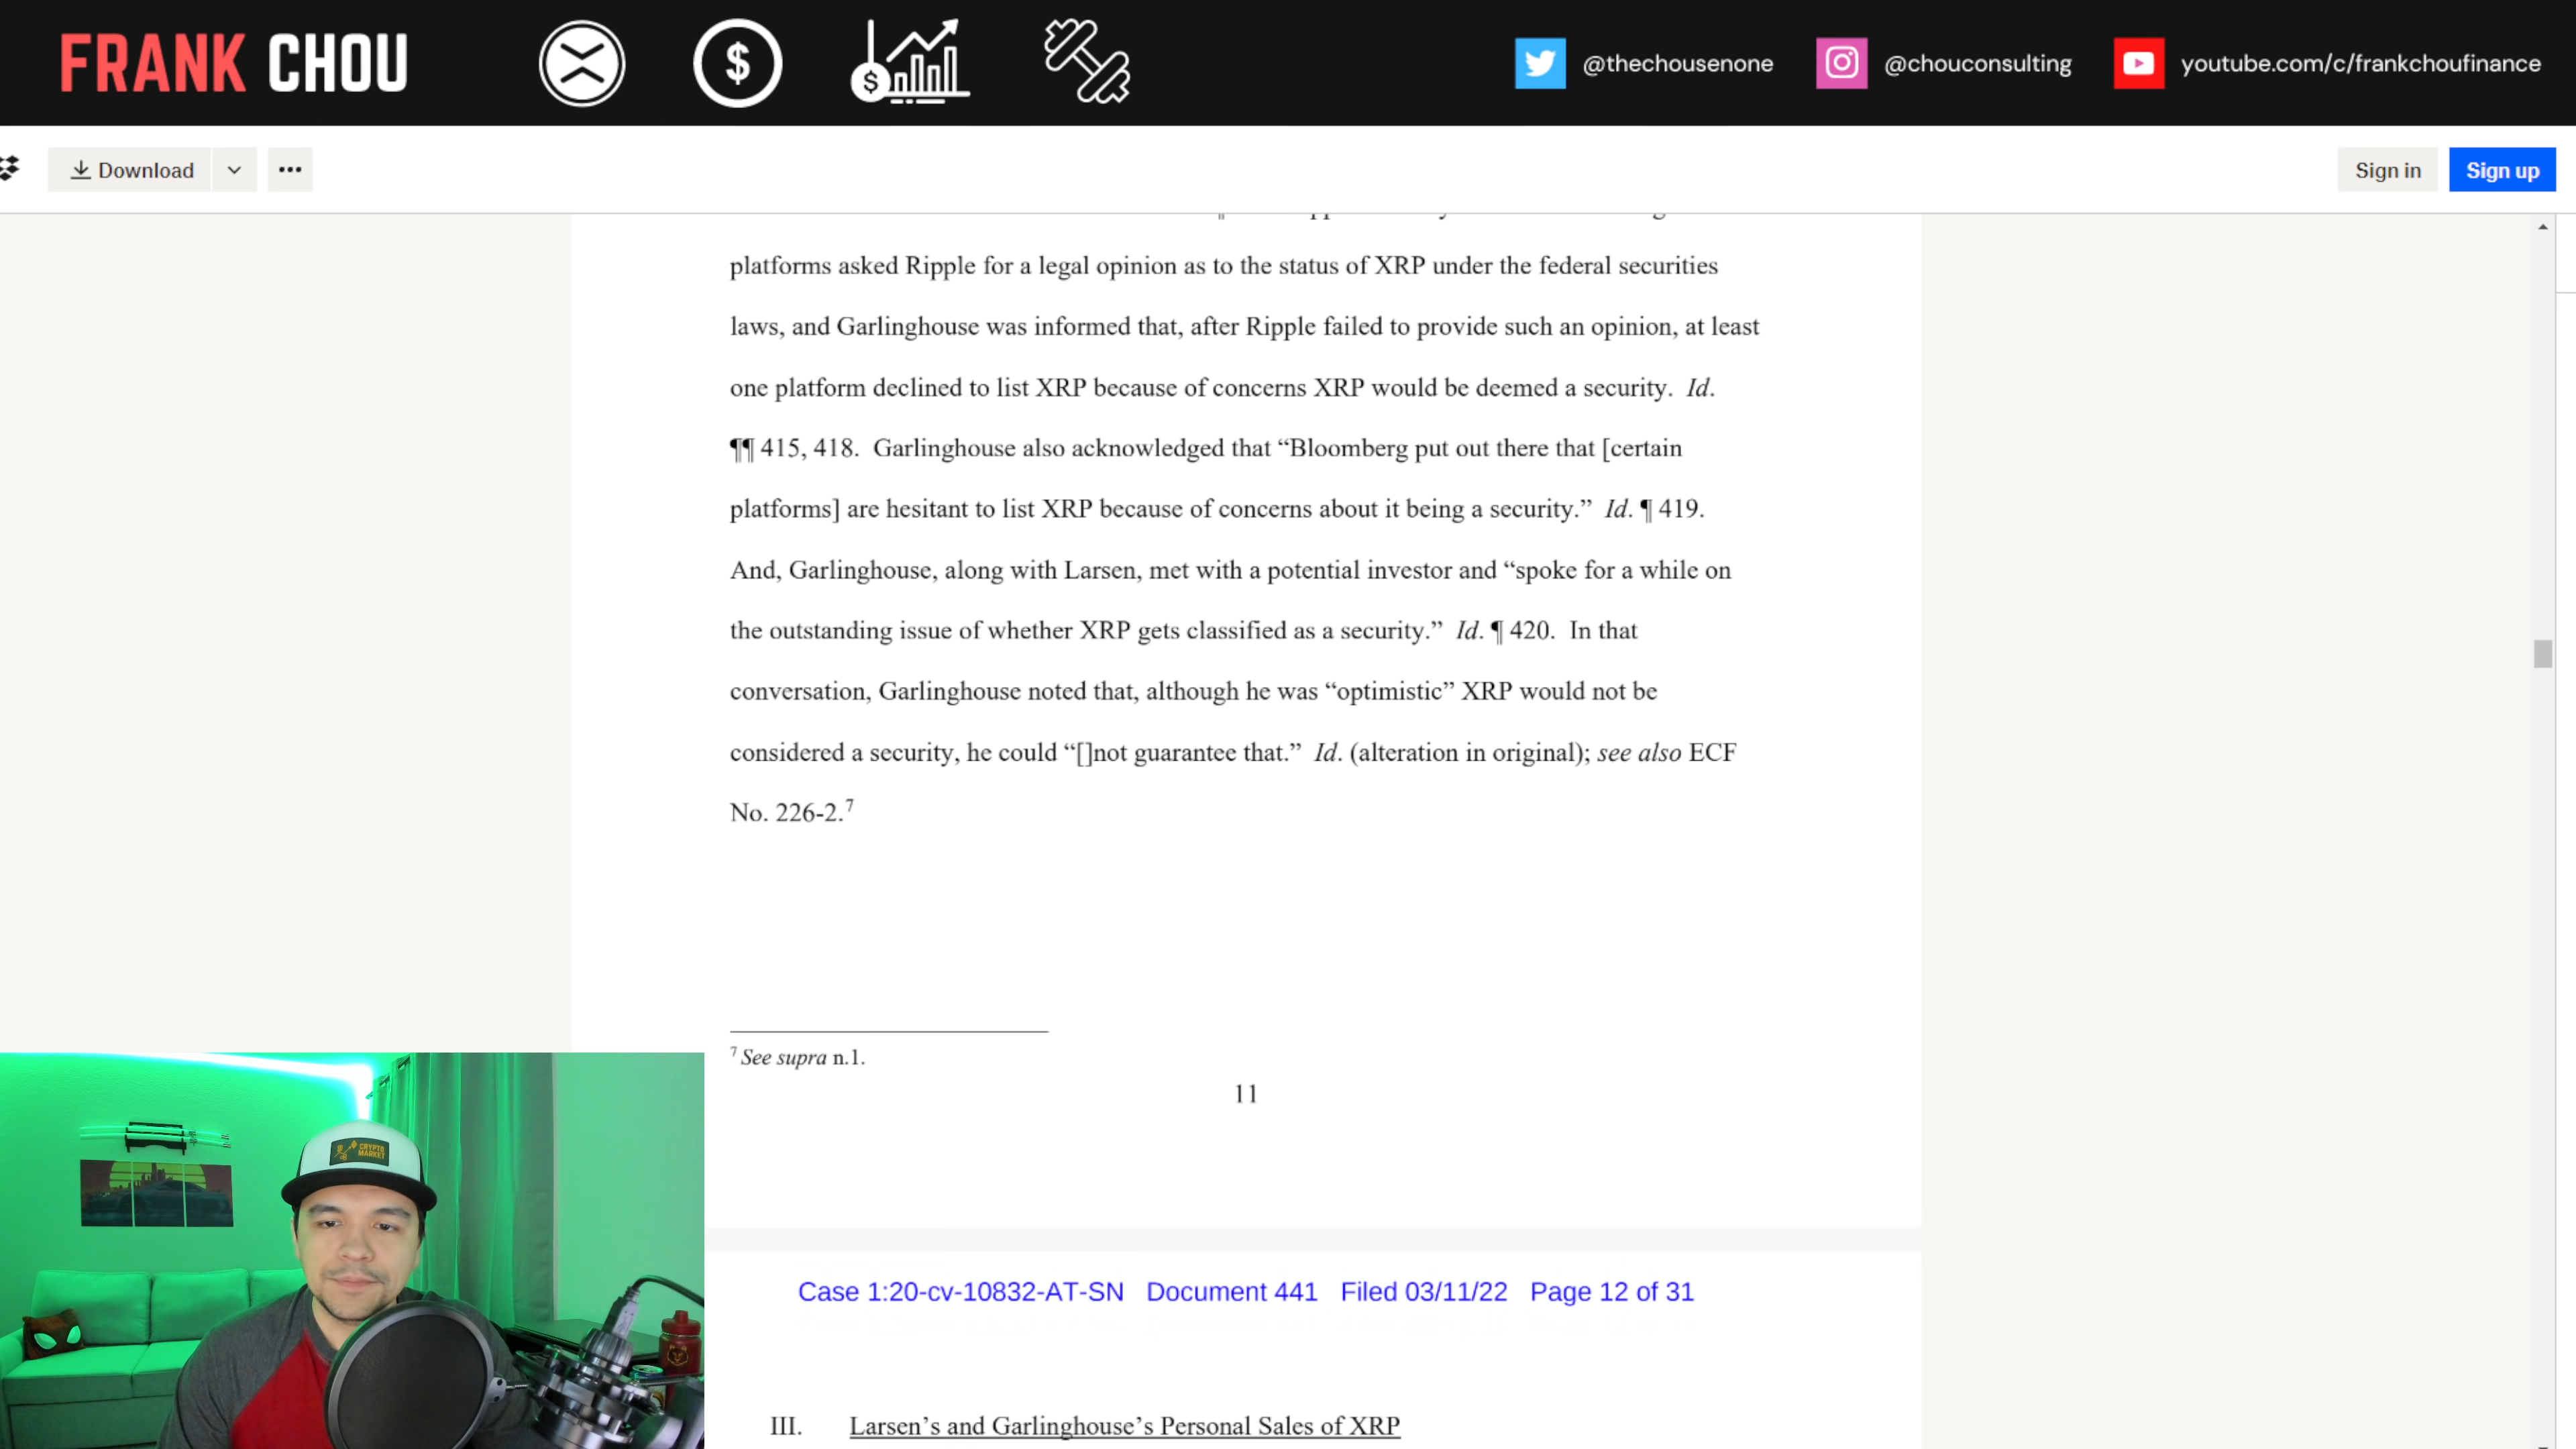 FRANK CHOU
@thechousenone
@chouconsulting
youtube.com/c/frankchoufinance
Download
Sign in
Sign up
platforms asked Ripple for a legal opinion as to the status of XRP under the federal securities
laws, and Garlinghouse was informed that, after Ripple failed to provide such an opinion, at least
one platform declined to list XRP because of concerns XRP would be deemed a security. Id.
¶¶ 415, 418. Garlinghouse also acknowledged that “Bloomberg put out there that [certain
platforms] are hesitant to list XRP because of concerns about it being a security.” Id. ¶ 419.
And, Garlinghouse, along with Larsen, met with a potential investor and “spoke for a while on
the outstanding issue of whether XRP gets classified as a security.” Id. ¶ 420. In that
conversation, Garlinghouse noted that, although he was “optimistic” XRP would not be
considered a security, he could “[]not guarantee that.” Id. (alteration in original); see also ECF
No. 226-2.7
7 See supra n.1.
11
CRYPTO
MARKET
Case 1:20-cv-10832-AT-SN Document 441 Filed 03/11/22 Page 12 of 31
III. Larsen’s and Garlinghouse’s Personal Sales of XRP